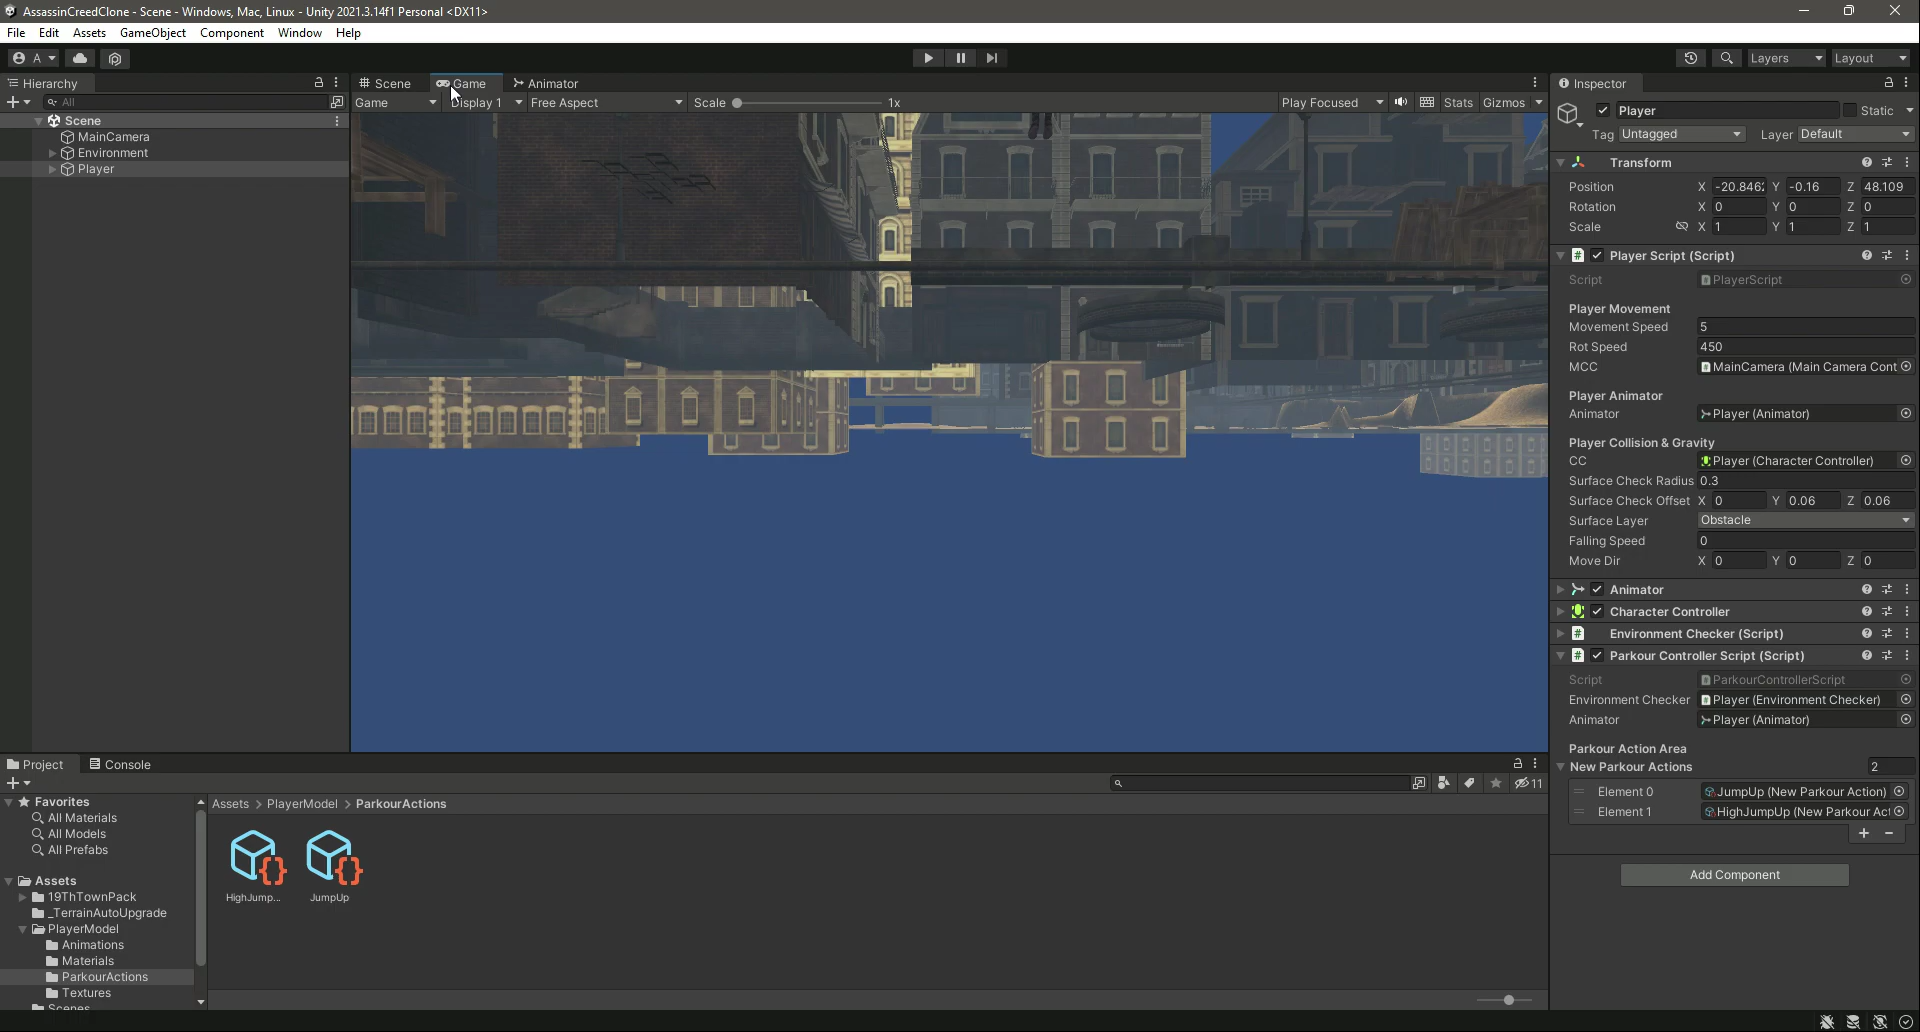 AssassinCreedClone - Scene - Windows, Mac, Linux - Unity 2021.3.14f1 Personal <DX11>
File Edit Assets GameObject Component Window Help
A
Layers Layout
Hierarchy
All
Scene
MainCamera
Environment
Player
Scene Game Animator
Game Display 1 Free Aspect Scale 1x Play Focused Stats Gizmos
Inspector
Player Static
Tag Untagged Layer Default
Transform
Position X -20.846 Y -0.16 Z 48.109
Rotation X 0 Y 0 Z 0
Scale X 1 Y 1 Z 1
Player Script (Script)
Script PlayerScript
Player Movement
Movement Speed 5
Rot Speed 450
MCC MainCamera (Main Camera Cont
Player Animator
Animator Player (Animator)
Player Collision & Gravity
CC Player (Character Controller)
Surface Check Radius 0.3
Surface Check Offset X 0 Y 0.06 Z 0.06
Surface Layer Obstacle
Falling Speed 0
Move Dir X 0 Y 0 Z 0
Animator
Character Controller
Environment Checker (Script)
Parkour Controller Script (Script)
Script ParkourControllerScript
Environment Checker Player (Environment Checker)
Animator Player (Animator)
Parkour Action Area
New Parkour Actions 2
Element 0 JumpUp (New Parkour Action)
Element 1 HighJumpUp (New Parkour Act
Add Component
Project Console
11
Favorites
All Materials
All Models
All Prefabs
Assets
19ThTownPack
_TerrainAutoUpgrade
PlayerModel
Animations
Materials
ParkourActions
Textures
Scenes
Assets > PlayerModel > ParkourActions
HighJump... JumpUp